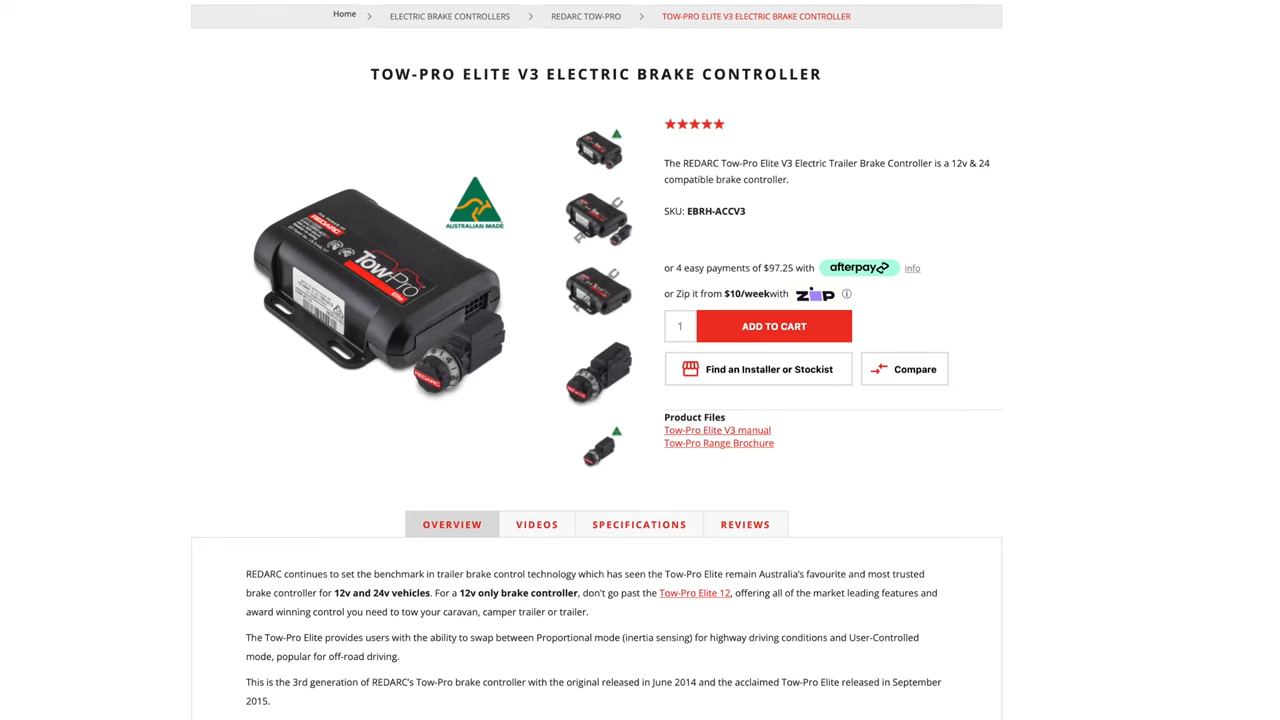 Home
ELECTRIC BRAKE CONTROLLERS
REDARC TOW-PRO
TOW-PRO ELITE V3 ELECTRIC BRAKE CONTROLLER
TOW-PRO ELITE V3 ELECTRIC BRAKE CONTROLLER
REDARC
TowPro
Elite
AUSTRALIAN MADE
REDARC
The REDARC Tow-Pro Elite V3 Electric Trailer Brake Controller is a 12v & 24
compatible brake controller.
SKU: EBRH-ACCV3
or 4 easy payments of $97.25 with afterpay info
or Zip it from $10/weekwith ZIP
1 ADD TO CART
Find an Installer or Stockist
Compare
Product Files
Tow-Pro Elite V3 manual
Tow-Pro Range Brochure
OVERVIEW VIDEOS SPECIFICATIONS REVIEWS
REDARC continues to set the benchmark in trailer brake control technology which has seen the Tow-Pro Elite remain Australia's favourite and most trusted
brake controller for 12v and 24v vehicles. For a 12v only brake controller, don't go past the Tow-Pro Elite 12, offering all of the market leading features and
award winning control you need to tow your caravan, camper trailer or trailer.
The Tow-Pro Elite provides users with the ability to swap between Proportional mode (inertia sensing) for highway driving conditions and User-Controlled
mode, popular for off-road driving.
This is the 3rd generation of REDARC's Tow-Pro brake controller with the original released in June 2014 and the acclaimed Tow-Pro Elite released in September
2015.